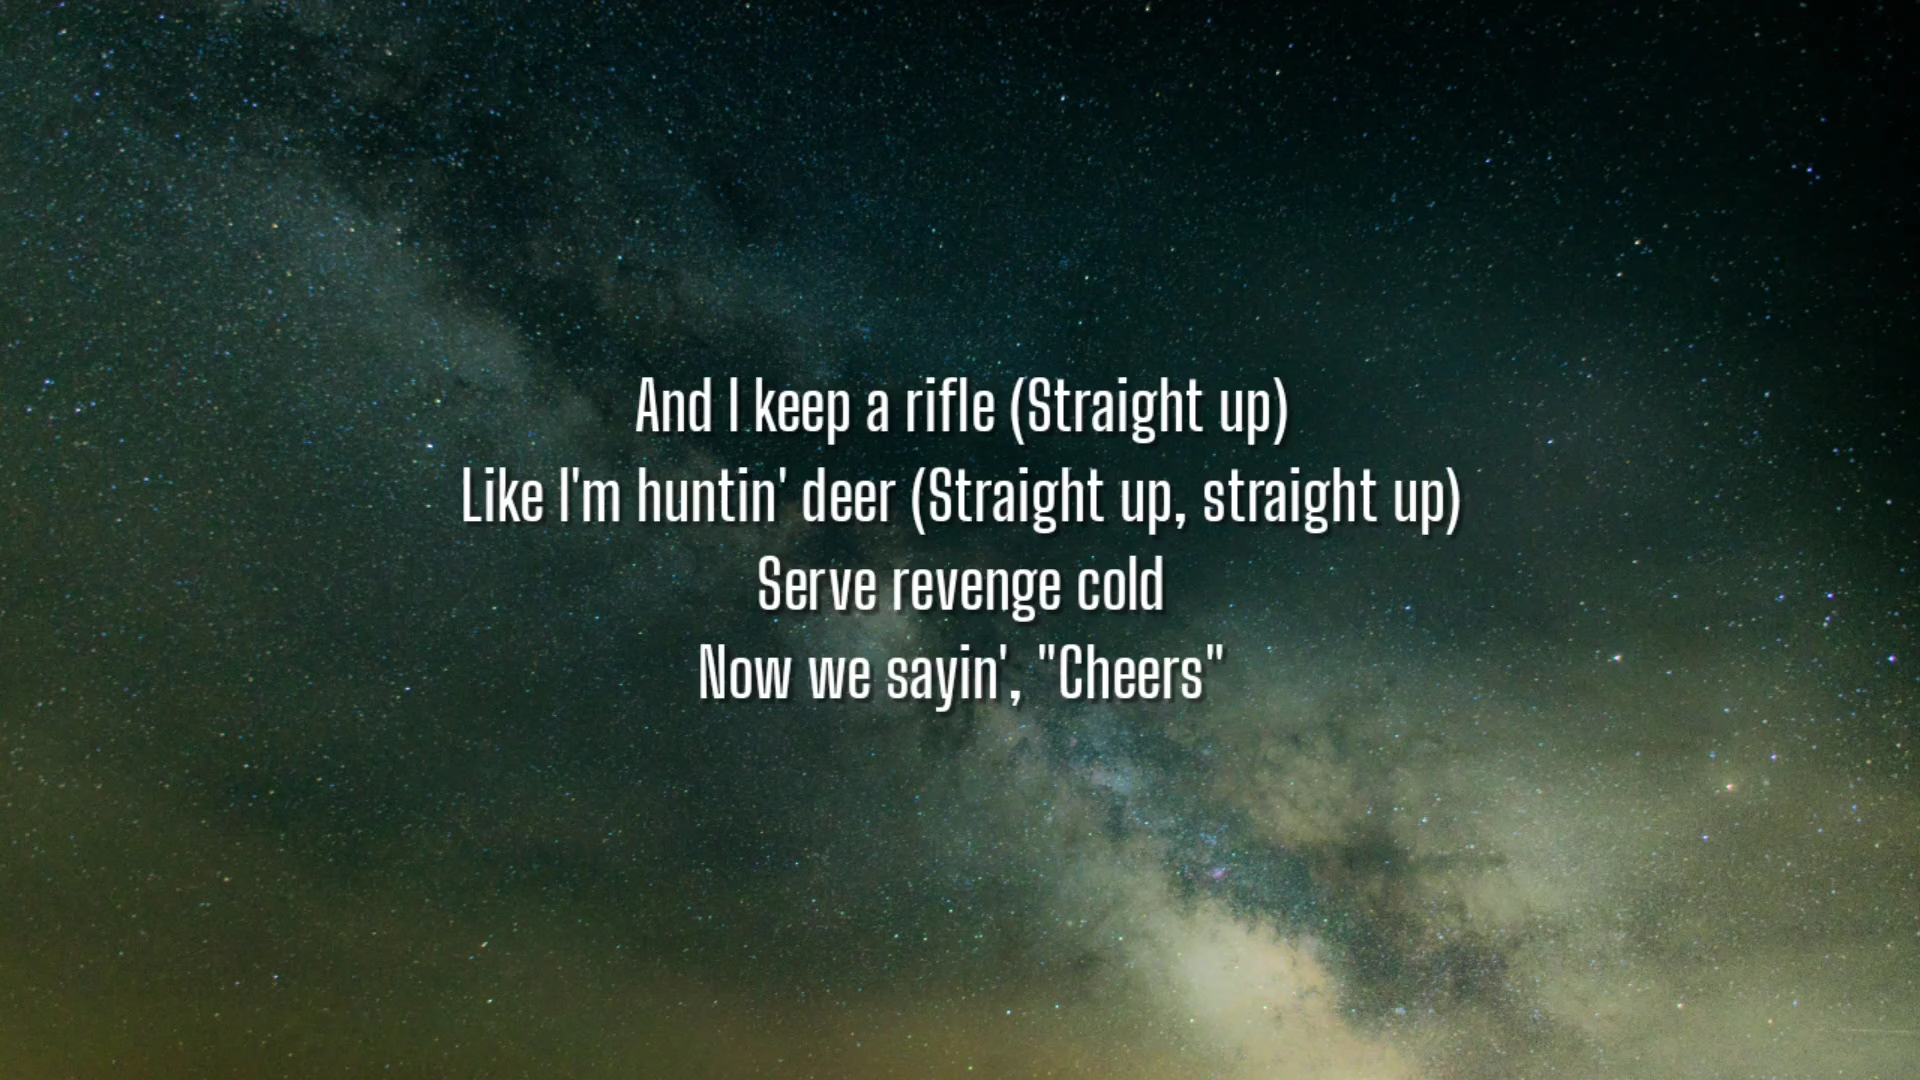 And I keep a rifle (Straight up)
Like I'm huntin' deer (Straight up, straight up)
Serve revenge cold
Now we sayin', "Cheers"